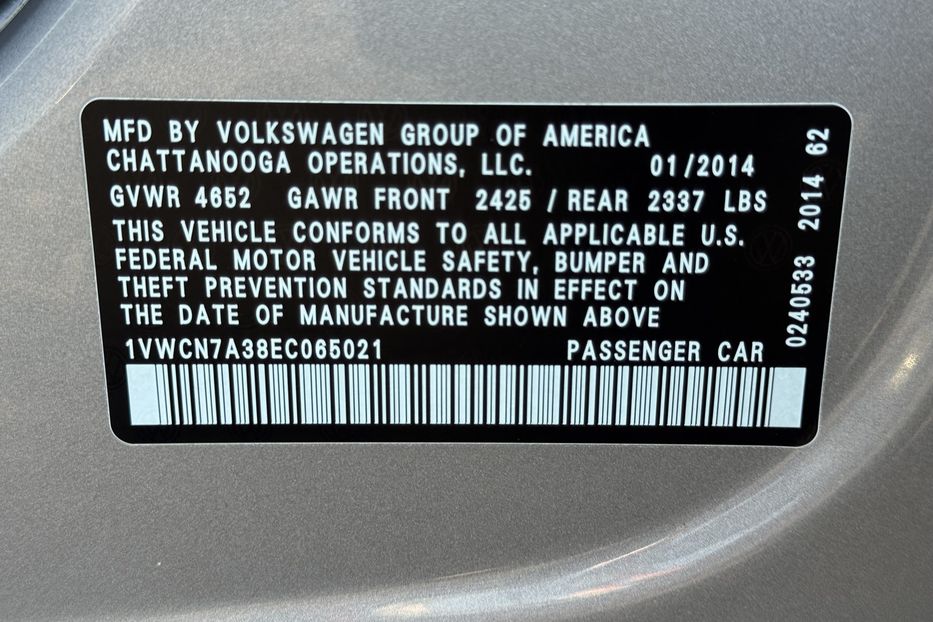 MFD BY VOLKSWAGEN GROUP OF AMERICA
CHATTANOOGA OPERATIONS, LLC. 01/2014
GVWR 4652 GAWR FRONT 2425 / REAR 2337 LBS
THIS VEHICLE CONFORMS TO ALL APPLICABLE U.S.
FEDERAL MOTOR VEHICLE SAFETY, BUMPER AND
THEFT PREVENTION STANDARDS IN EFFECT ON
THE DATE OF MANUFACTURE SHOWN ABOVE
1VWCN7A38EC065021 PASSENGER CAR
0240533 2014 62